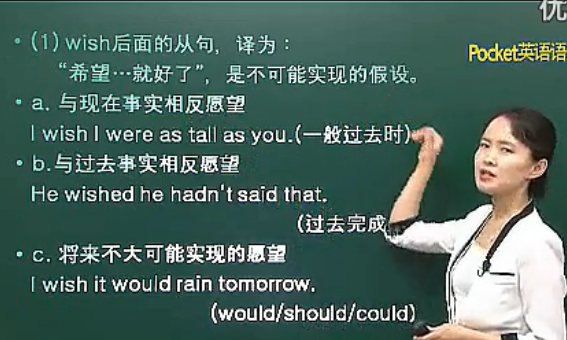 优
Pocket英语语
• (1) wish后面的从句，译为：
“希望…就好了”，是不可能实现的假设。
• a. 与现在事实相反愿望
I wish I were as tall as you.(一般过去时)
• b.与过去事实相反愿望
He wished he hadn't said that.
(过去完成
• c. 将来不大可能实现的愿望
I wish it would rain tomorrow.
(would/should/could)